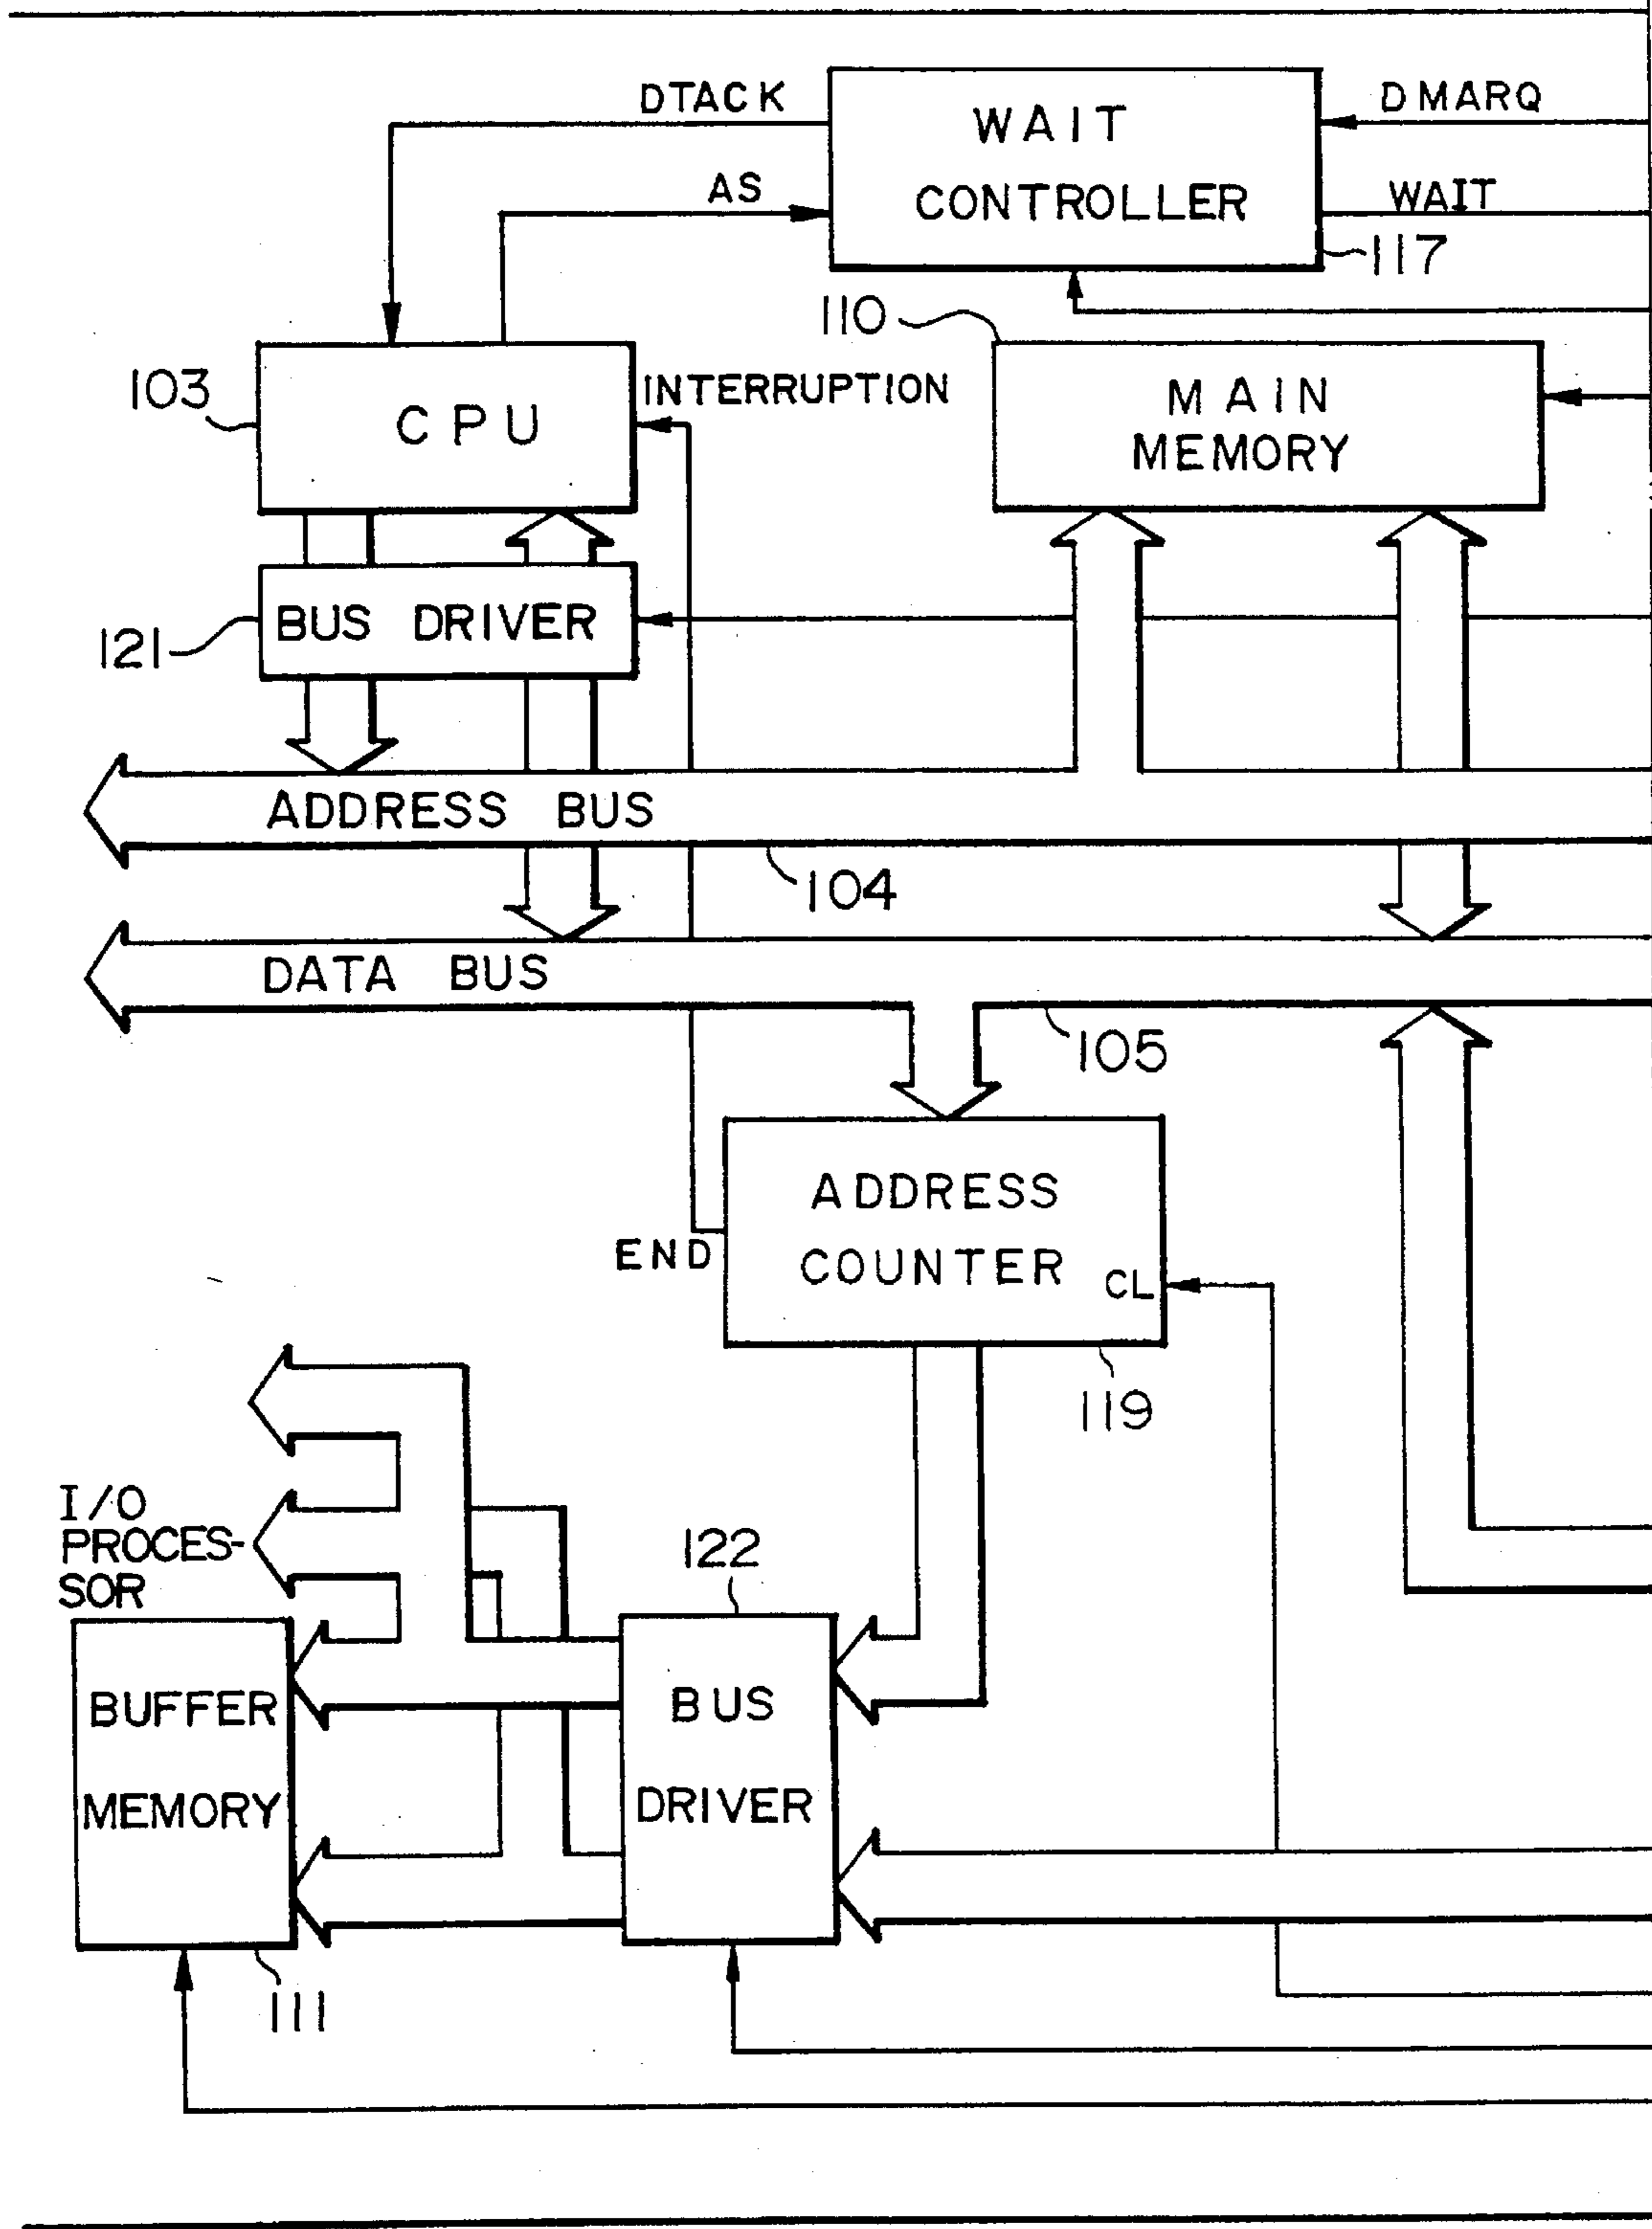 DTACK
WAIT
CONTROLLER
DMARQ
AS
WAIT
117
110
103
CPU
INTERRUPTION
MAIN
MEMORY
BUS DRIVER
121
ADDRESS BUS
104
DATA BUS
105
ADDRESS
COUNTER
END
CL
119
I/O
PROCES-
SOR
122
BUFFER
MEMORY
BUS
DRIVER
111